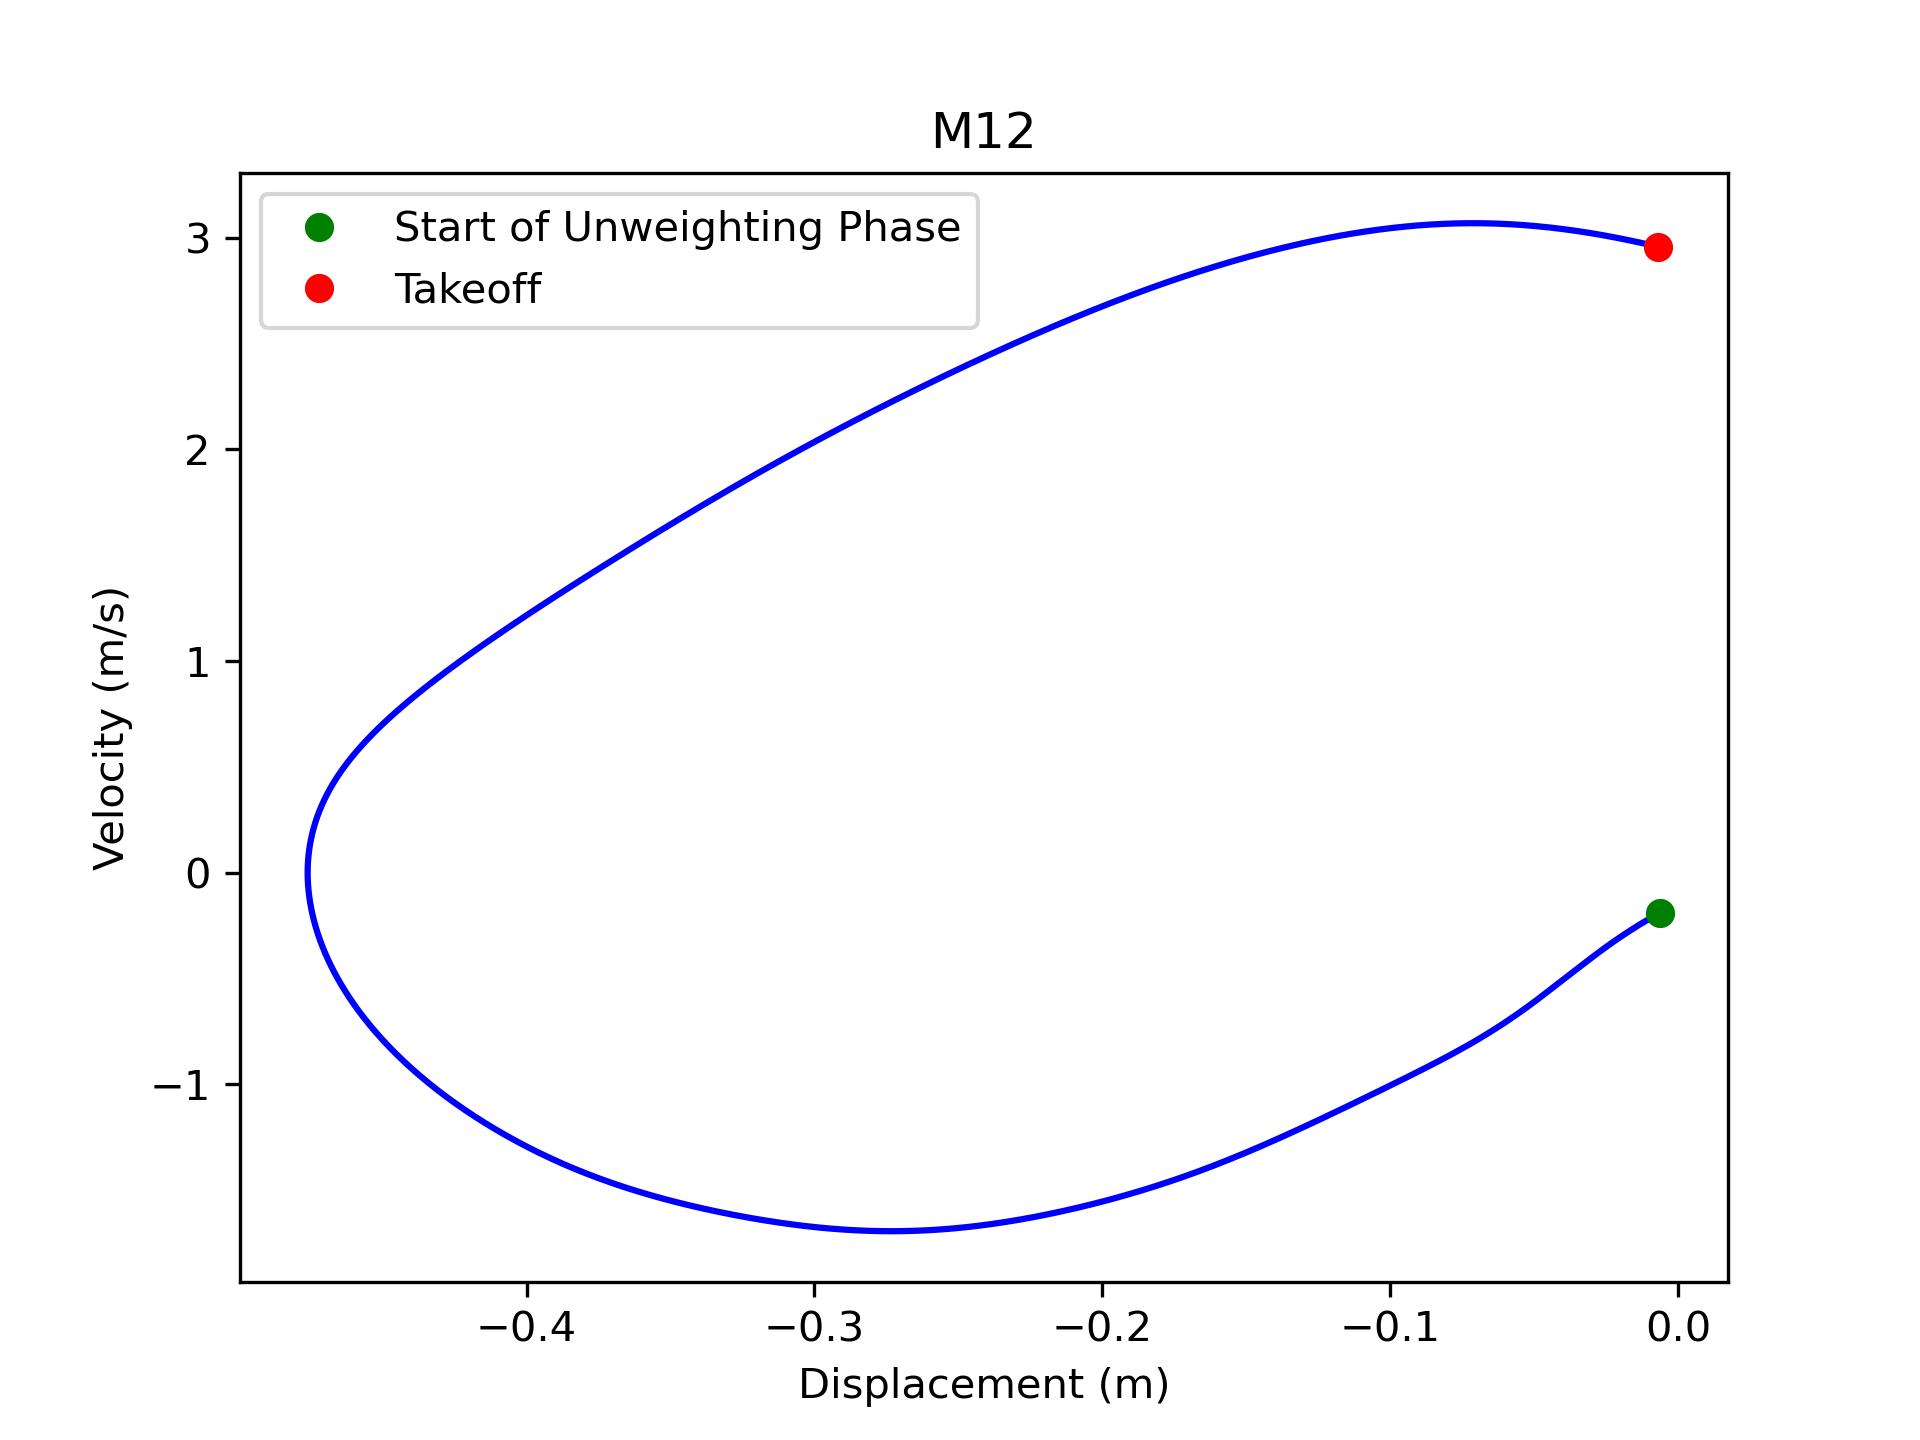 M12
Start of Unweighting Phase
Takeoff
3
2
1
0
−1
Velocity (m/s)
−0.4 −0.3 −0.2 −0.1 0.0
Displacement (m)